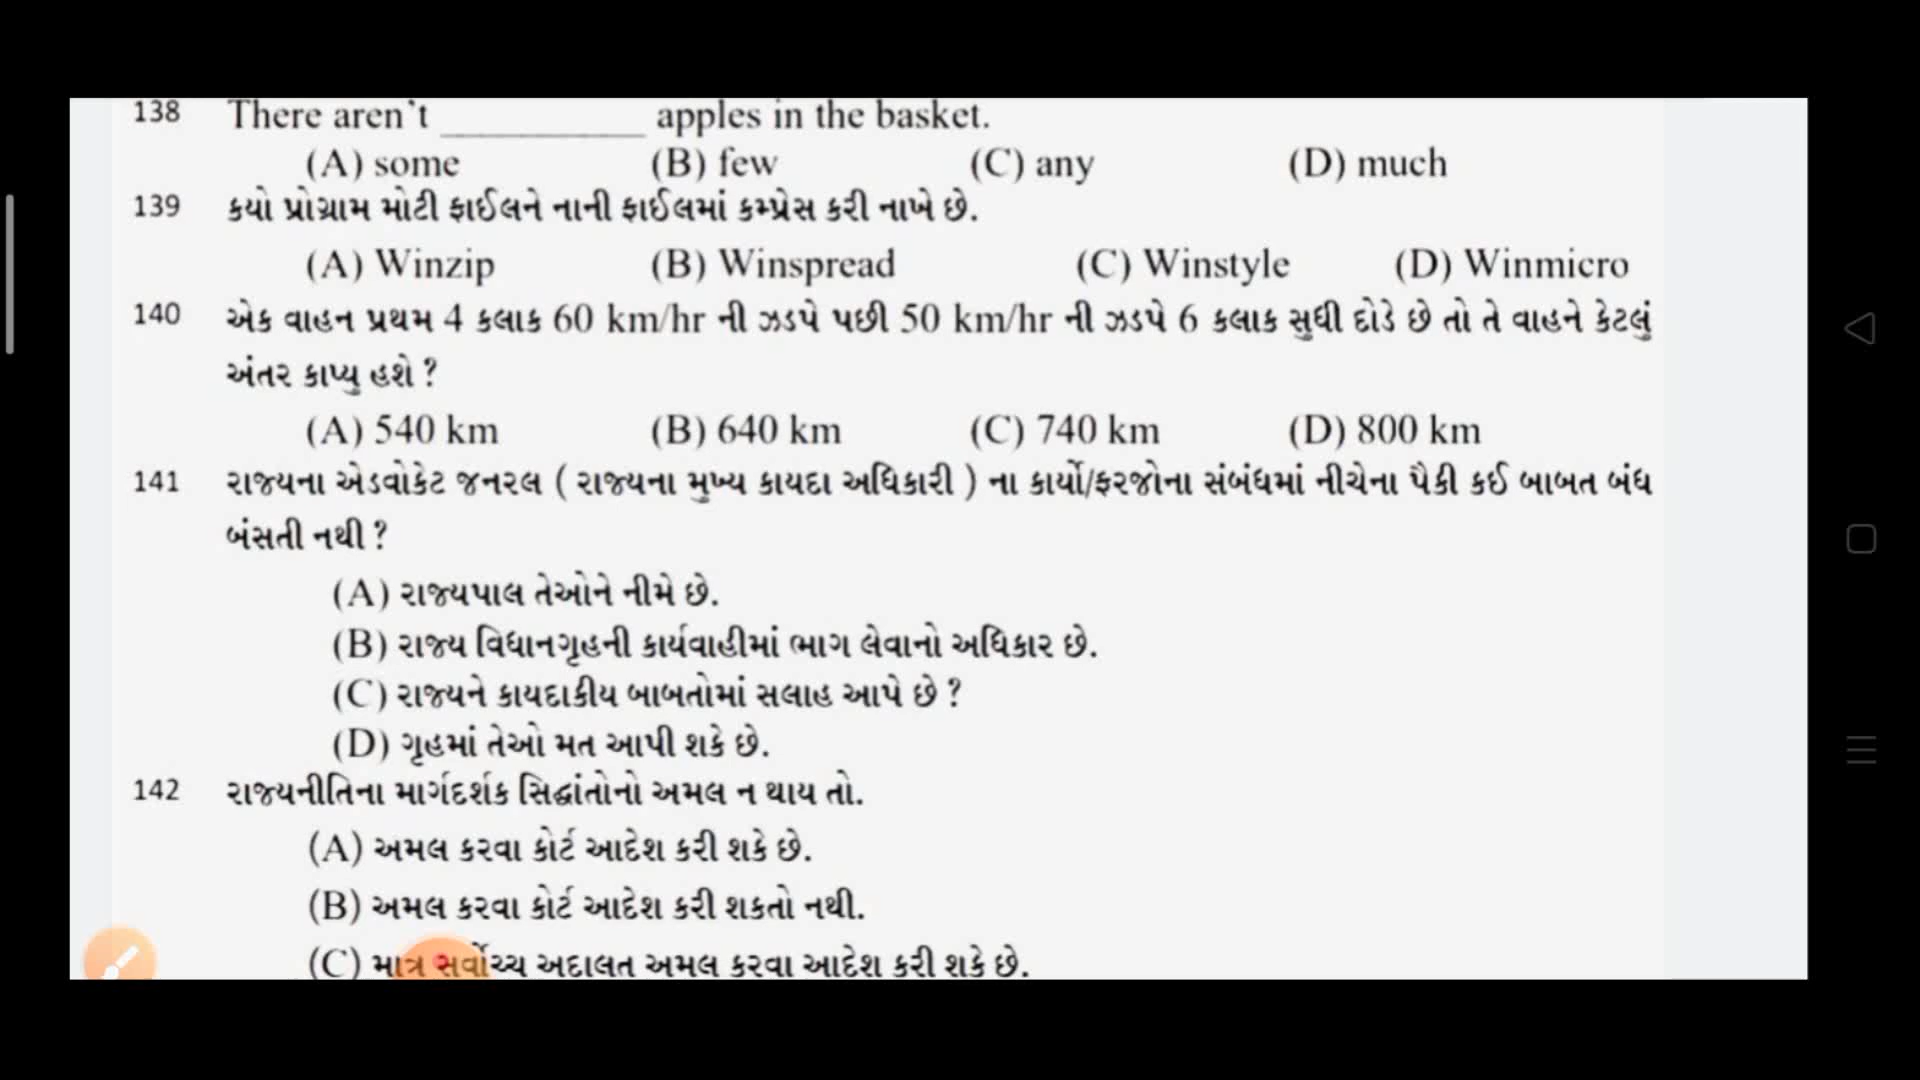 138 There aren't __________ apples in the basket.
(A) some (B) few (C) any (D) much
139 કયો પ્રોગ્રામ મોટી ફાઈલને નાની ફાઈલમાં કમ્પ્રેસ કરી નાખે છે.
(A) Winzip (B) Winspread (C) Winstyle (D) Winmicro
140 એક વાહન પ્રથમ 4 કલાક 60 km/hr ની ઝડપે પછી 50 km/hr ની ઝડપે 6 કલાક સુધી દોડે છે તો તે વાહને કેટલું
અંતર કાપ્યુ હશે ?
(A) 540 km (B) 640 km (C) 740 km (D) 800 km
141 રાજ્યના એડવોકેટ જનરલ ( રાજ્યના મુખ્ય કાયદા અધિકારી ) ના કાર્યો/ફરજોના સંબંધમાં નીચેના પૈકી કઈ બાબત બંધ
બંસતી નથી ?
(A) રાજ્યપાલ તેઓને નીમે છે.
(B) રાજ્ય વિધાનગૃહની કાર્યવાહીમાં ભાગ લેવાનો અધિકાર છે.
(C) રાજ્યને કાયદાકીય બાબતોમાં સલાહ આપે છે ?
(D) ગૃહમાં તેઓ મત આપી શકે છે.
142 રાજ્યનીતિના માર્ગદર્શક સિદ્ધાંતોનો અમલ ન થાય તો.
(A) અમલ કરવા કોર્ટ આદેશ કરી શકે છે.
(B) અમલ કરવા કોર્ટ આદેશ કરી શકતો નથી.
(C) માત્ર સર્વોચ્ચ અદાલત અમલ કરવા આદેશ કરી શકે છે.